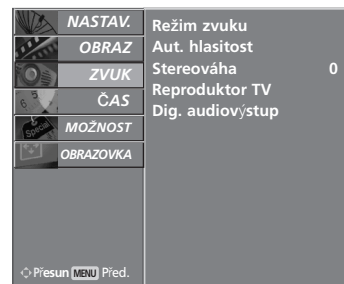 NASTAV.
OBRAZ
ZVUK
ČAS
MOŽNOST
OBRAZOVKA
Přesun MENU Před.
Režim zvuku
Aut. hlasitost
Stereováha 0
Reproduktor TV
Dig. audiovýstup